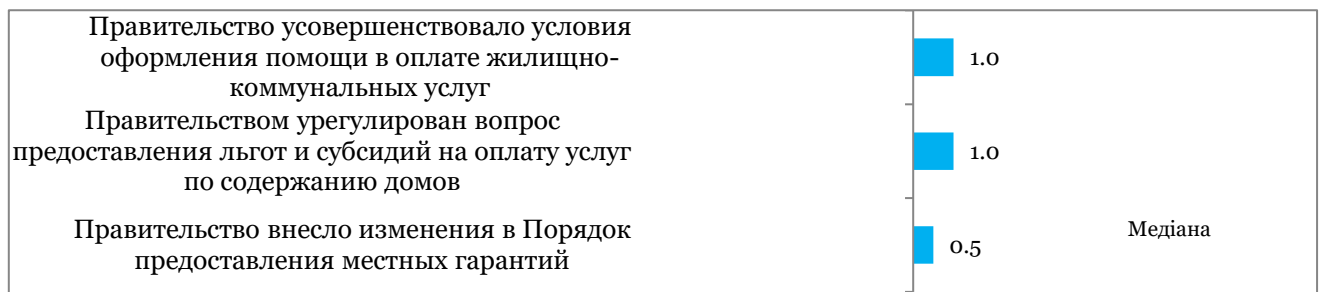 Правительство усовершенствовало условия
оформления помощи в оплате жилищно-
коммунальных услуг
1.0
Правительством урегулирован вопрос
предоставления льгот и субсидий на оплату услуг
по содержанию домов
1.0
Правительство внесло изменения в Порядок
предоставления местных гарантий
0.5
Медіана